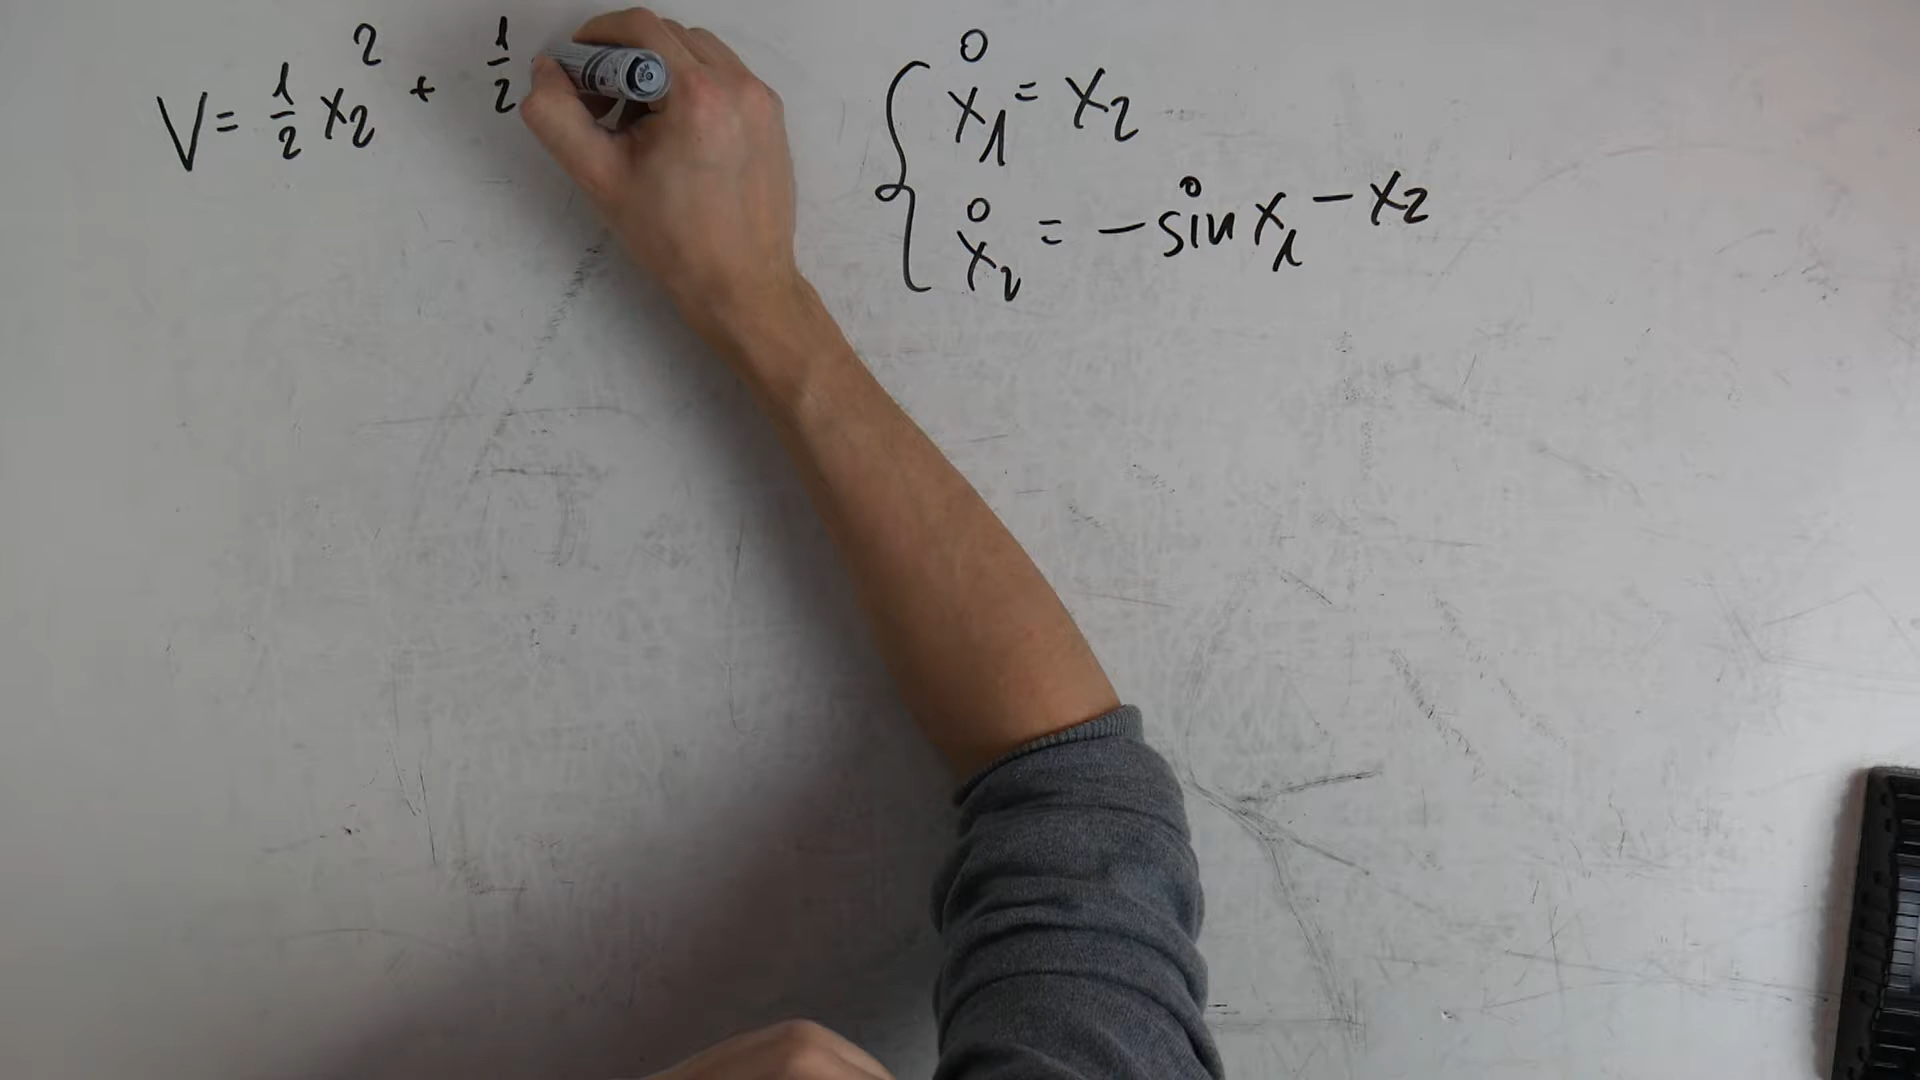 V = 1/2 x₂² + 1/2
ẋ₁ = x₂
ẋ₂ = - sin x₁ - x₂